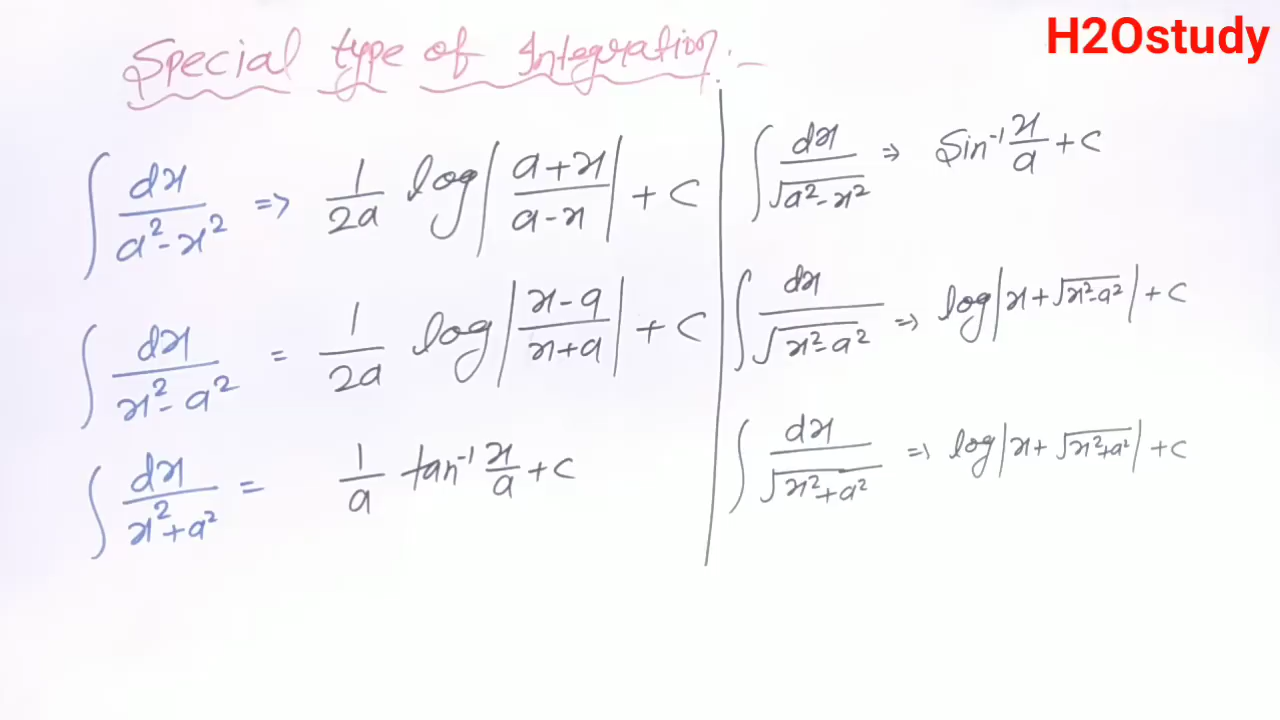 H2Ostudy
Special type of Integration.-
∫ dx / (a²-x²) => 1/2a log|(a+x)/(a-x)| + C
∫ dx / (x²-a²) = 1/2a log|(x-a)/(x+a)| + C
∫ dx / (x²+a²) = 1/a tan⁻¹ x/a + C
∫ dx / √(a²-x²) => Sin⁻¹ x/a + C
∫ dx / √(x²-a²) => log|x+√(x²-a²)| + C
∫ dx / √(x²+a²) => log|x+√(x²+a²)| + C